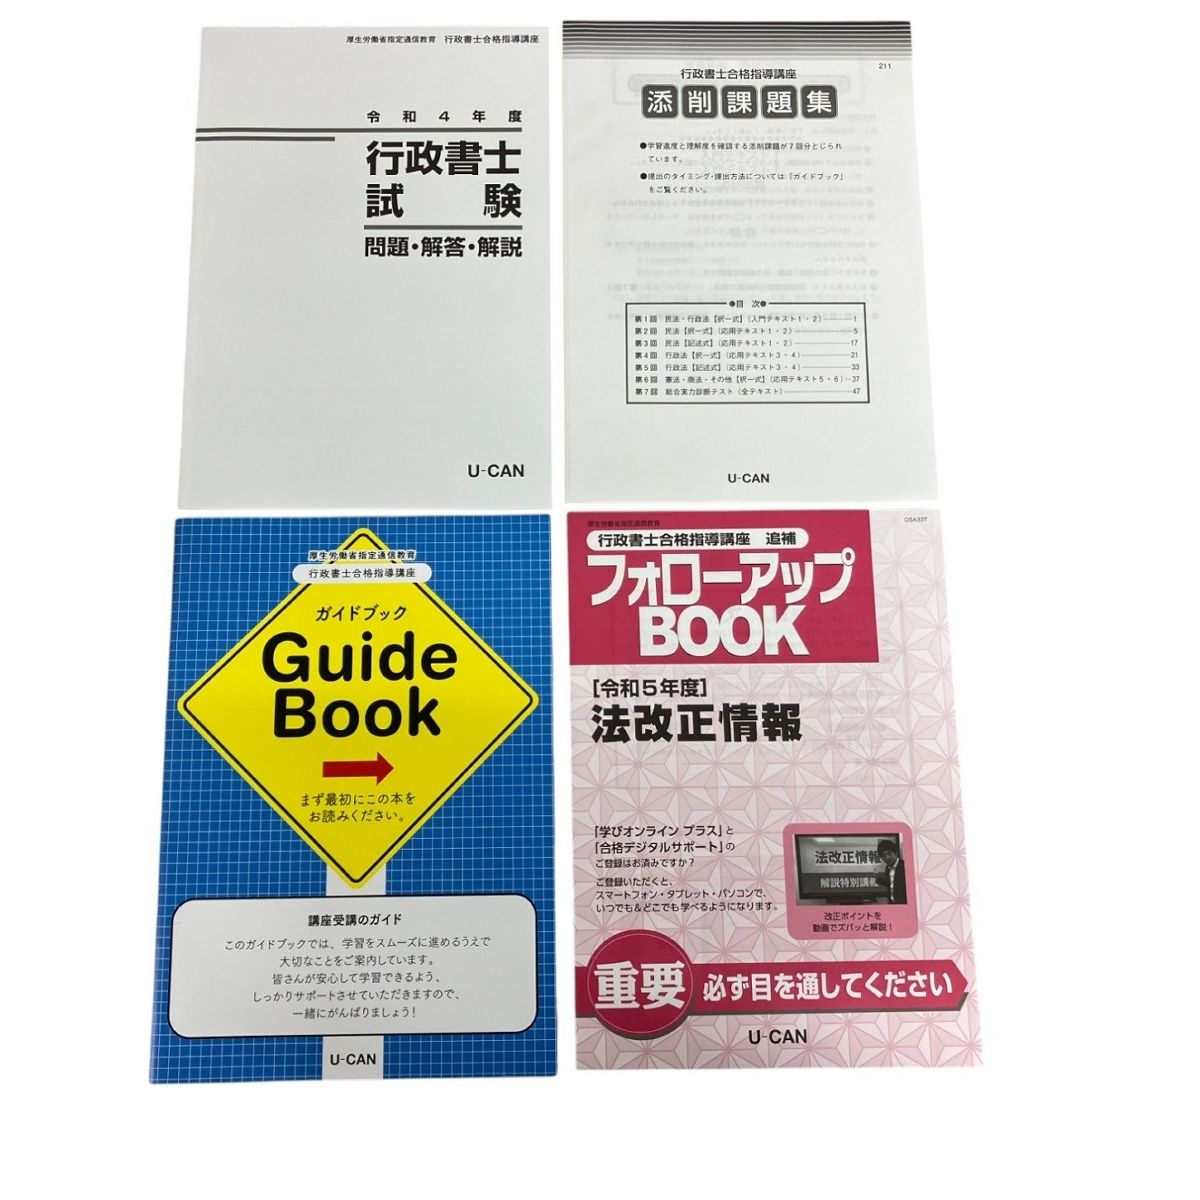 厚生労働省指定通信教育 行政書士合格指導講座
令和4年度
行政書士
試験
問題・解答・解説
U-CAN
211
行政書士合格指導講座
添削課題集
●学習進度と理解度を確認する添削課題が7回分とじられ
ています。
●提出のタイミング・提出方法については「ガイドブック」
をご覧ください。
●目 次●
第1回 民法・行政法【択一式】(入門テキスト1・2)――1
第2回 民法【択一式】(応用テキスト1・2)……5
第3回 民法【記述式】(応用テキスト1・2)……17
第4回 行政法【択一式】(応用テキスト3・4)……21
第5回 行政法【記述式】(応用テキスト3・4)……33
第6回 憲法・商法・その他【択一式】(応用テキスト5・6)…37
第7回 総合実力診断テスト(全テキスト)……47
U-CAN
厚生労働省指定通信教育
行政書士合格指導講座
ガイドブック
Guide
Book
まず最初にこの本を
お読みください。
講座受講のガイド
このガイドブックでは、学習をスムーズに進めるうえで
大切なことをご案内しています。
皆さんが安心して学習できるよう、
しっかりサポートさせていただきますので、
一緒にがんばりましょう!
U-CAN
OSA33T
厚生労働省指定通信教育
行政書士合格指導講座 追補
フォローアップ
BOOK
[令和5年度]
法改正情報
「学びオンライン プラス」と
「合格デジタルサポート」の
ご登録はお済みですか?
ご登録いただくと、
スマートフォン・タブレット・パソコンで、
いつでも&どこでも学べるようになります。
法改正情報
解説特別講義
改正ポイントを
動画でズバッと解説!
重要 必ず目を通してください
U-CAN